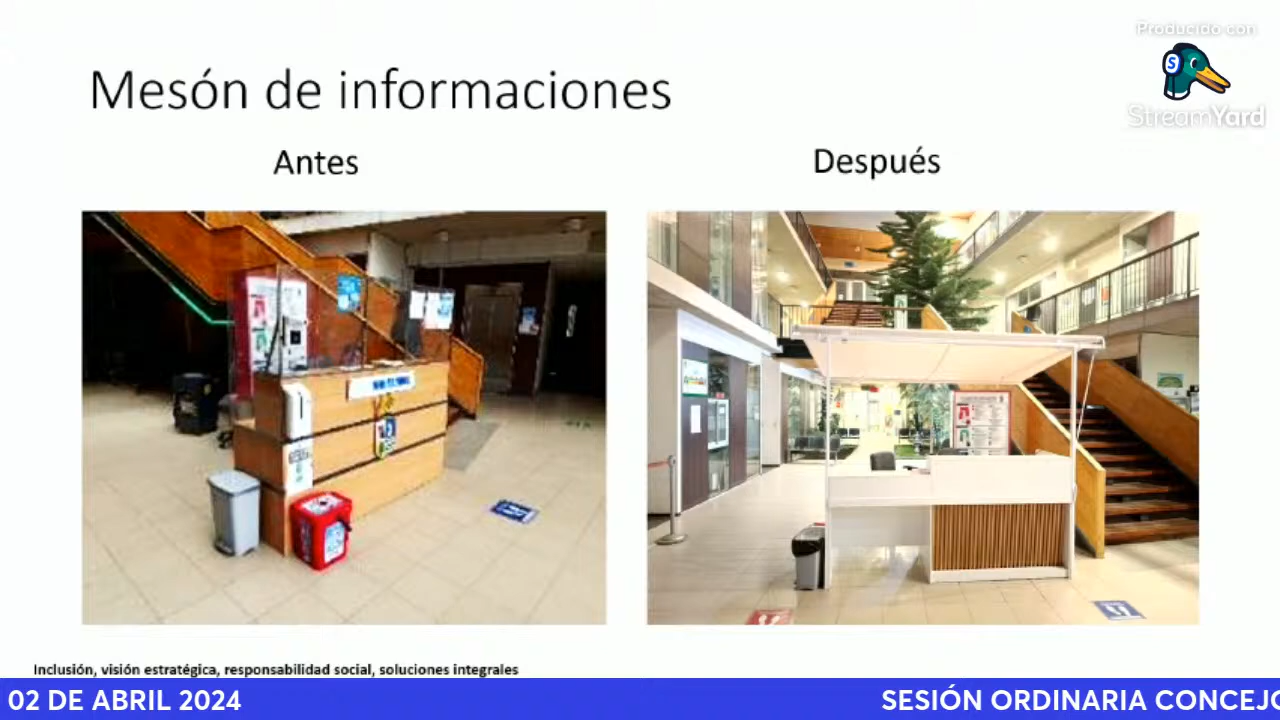 Producido con
StreamYard
Mesón de informaciones
Antes
Después
Inclusión, visión estratégica, responsabilidad social, soluciones integrales
02 DE ABRIL 2024
SESIÓN ORDINARIA CONCEJO